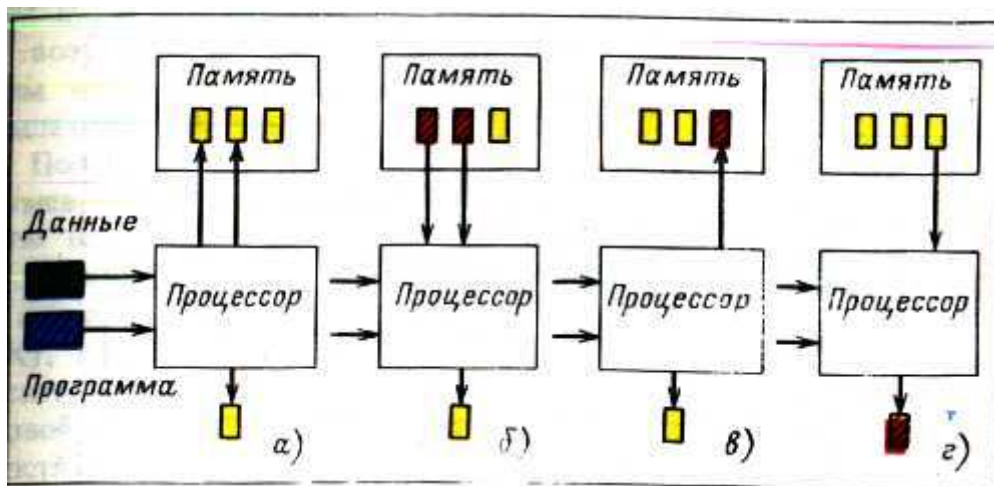 Память
Память
Память
Память
Данные
Процессор
Процессор
Процессор
Процессор
Программа
а)
б)
в)
г)